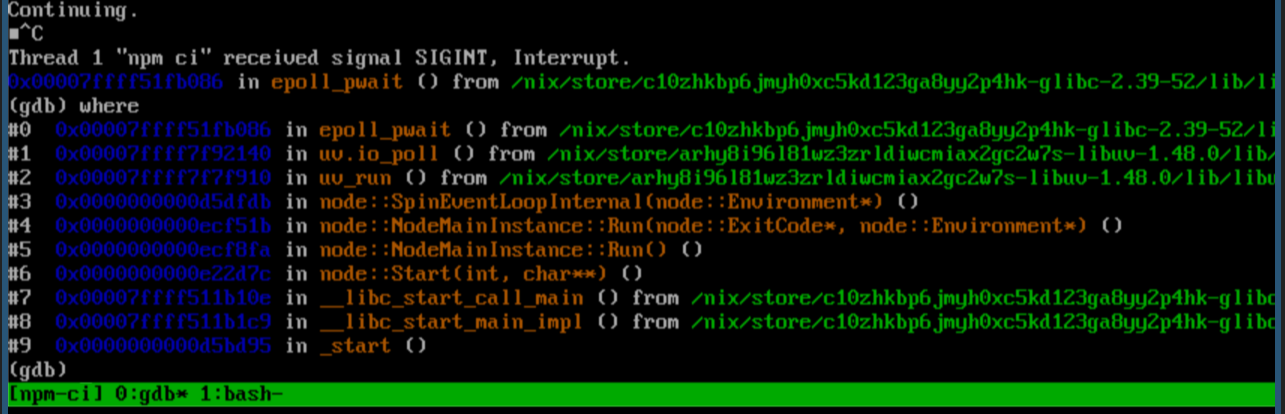 Continuing.
^C
Thread 1 "npm ci" received signal SIGINT, Interrupt.
0x00007ffff51fb086 in epoll_pwait () from /nix/store/c10zhkbp6jmyh0xc5kd123ga8yy2p4hk-glibc-2.39-52/lib/li
(gdb) where
#0 0x00007ffff51fb086 in epoll_pwait () from /nix/store/c10zhkbp6jmyh0xc5kd123ga8yy2p4hk-glibc-2.39-52/li
#1 0x00007ffff7f92140 in uv.io_poll () from /nix/store/arhy8i96l81wz3zrldiwcmiax2gc2w7s-libuv-1.48.0/lib/
#2 0x00007ffff7f7f910 in uv_run () from /nix/store/arhy8i96l81wz3zrldiwcmiax2gc2w7s-libuv-1.48.0/lib/libu
#3 0x0000000000d5dfdb in node::SpinEventLoopInternal(node::Environment*) ()
#4 0x0000000000ecf51b in node::NodeMainInstance::Run(node::ExitCode*, node::Environment*) ()
#5 0x0000000000ecf8fa in node::NodeMainInstance::Run() ()
#6 0x0000000000e22d7c in node::Start(int, char**) ()
#7 0x00007ffff511b10e in __libc_start_call_main () from /nix/store/c10zhkbp6jmyh0xc5kd123ga8yy2p4hk-glibc
#8 0x00007ffff511b1c9 in __libc_start_main_impl () from /nix/store/c10zhkbp6jmyh0xc5kd123ga8yy2p4hk-glibc
#9 0x0000000000d5bd95 in _start ()
(gdb)
[npm-ci] 0:gdb* 1:bash-